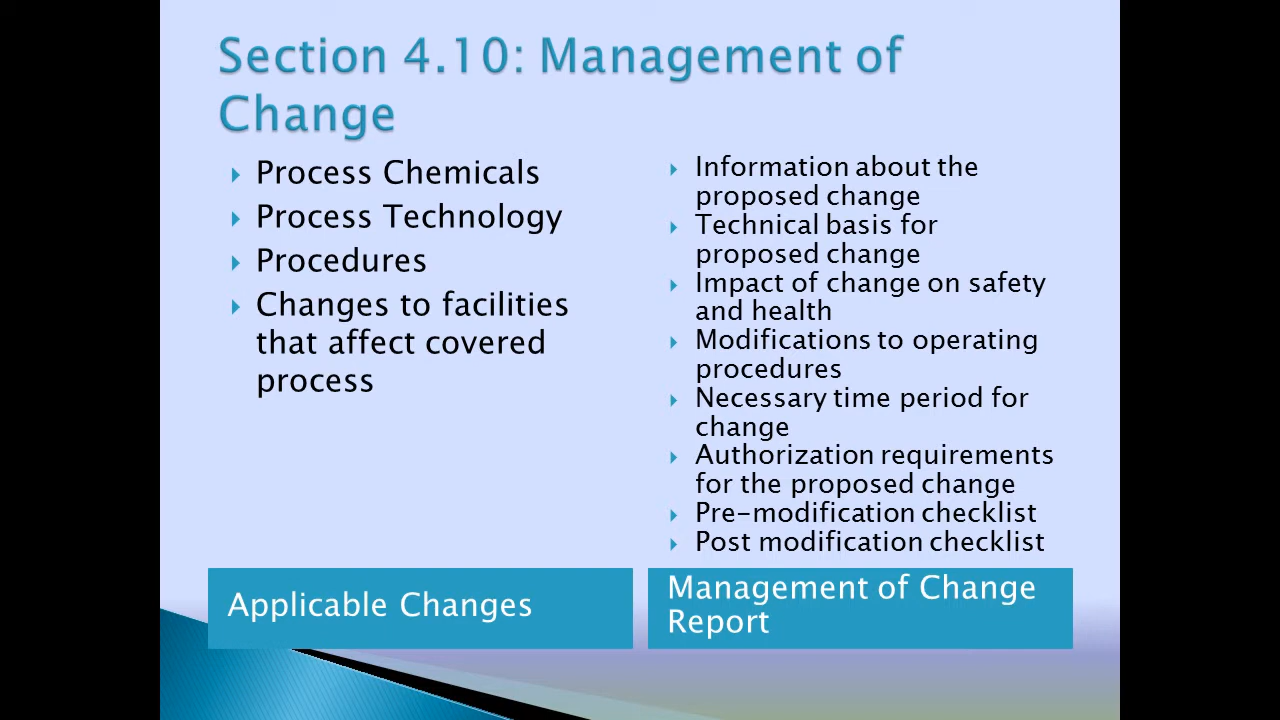 Section 4.10: Management of
Change
Process Chemicals
Process Technology
Procedures
Changes to facilities
that affect covered
process
Applicable Changes
Information about the
proposed change
Technical basis for
proposed change
Impact of change on safety
and health
Modifications to operating
procedures
Necessary time period for
change
Authorization requirements
for the proposed change
Pre-modification checklist
Post modification checklist
Management of Change
Report